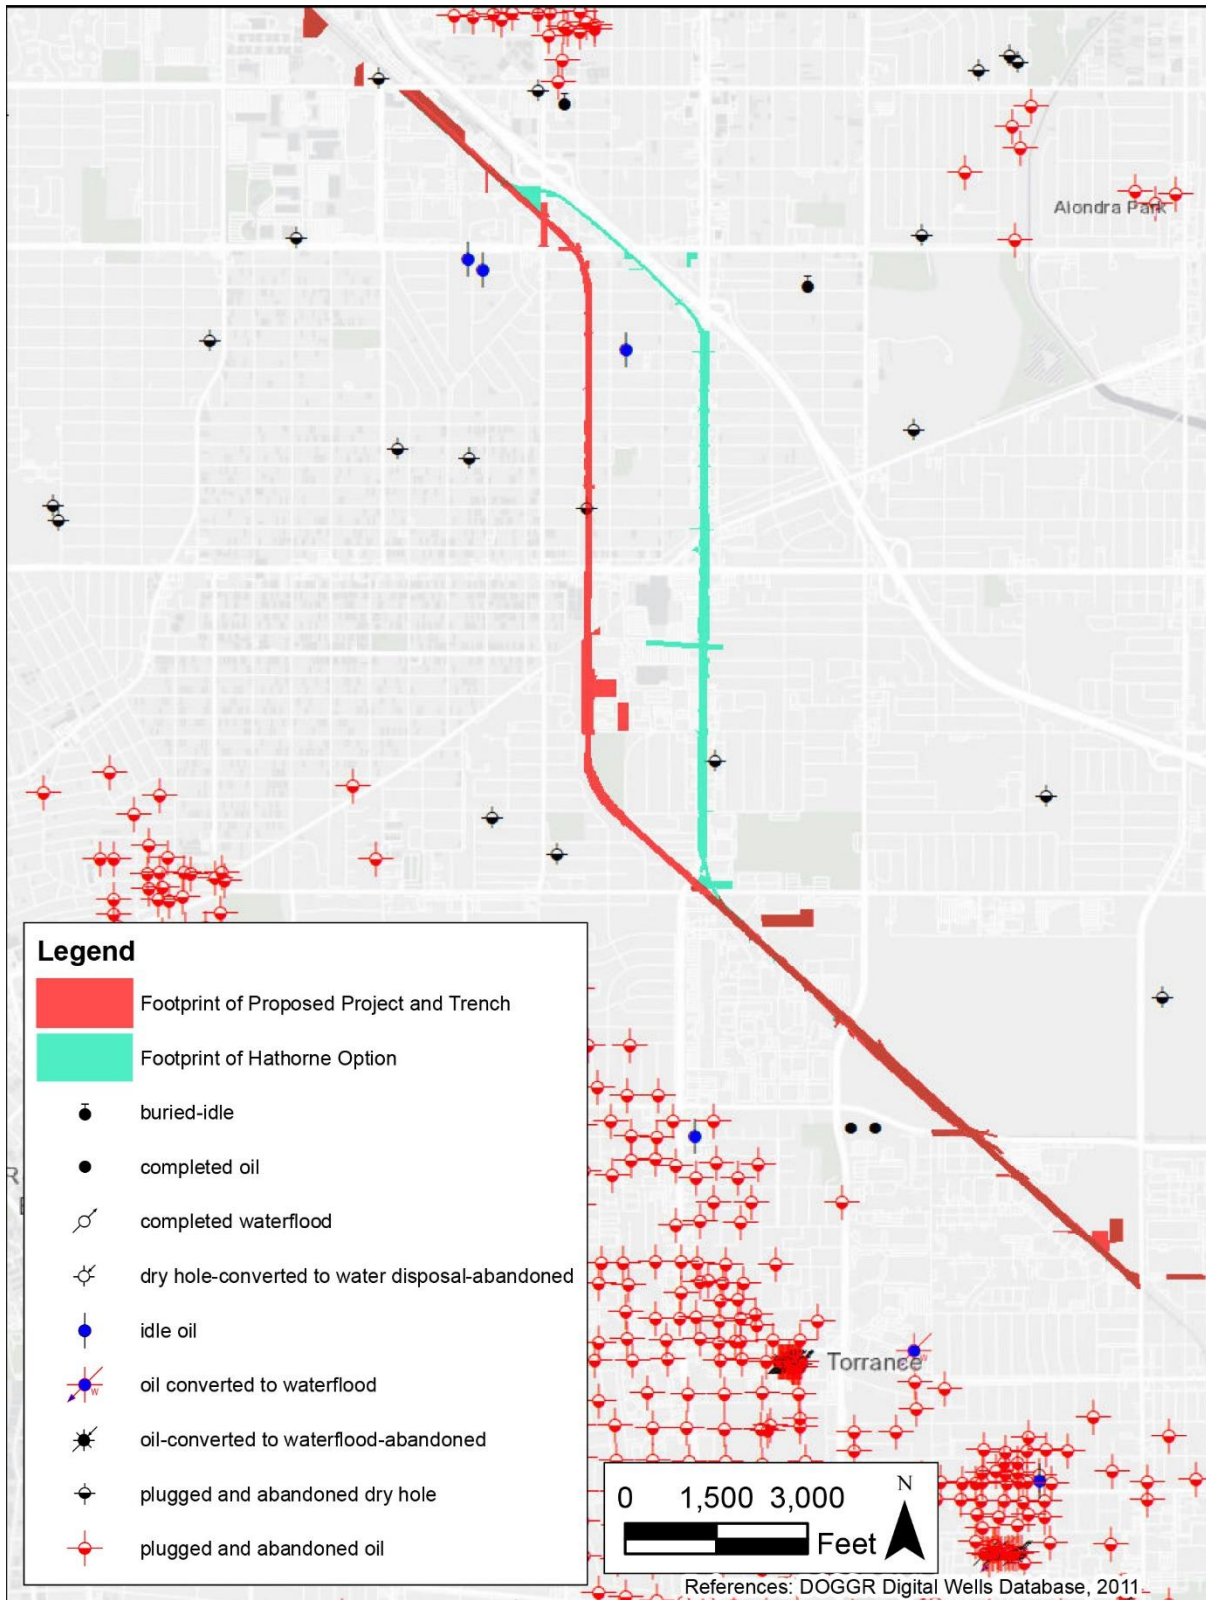 Alondra Park
Legend
Footprint of Proposed Project and Trench
Footprint of Hathorne Option
buried-idle
completed oil
completed waterflood
dry hole-converted to water disposal-abandoned
idle oil
oil converted to waterflood
oil-converted to waterflood-abandoned
plugged and abandoned dry hole
plugged and abandoned oil
Torrance
0 1,500 3,000
Feet
N
References: DOGGR Digital Wells Database, 2011